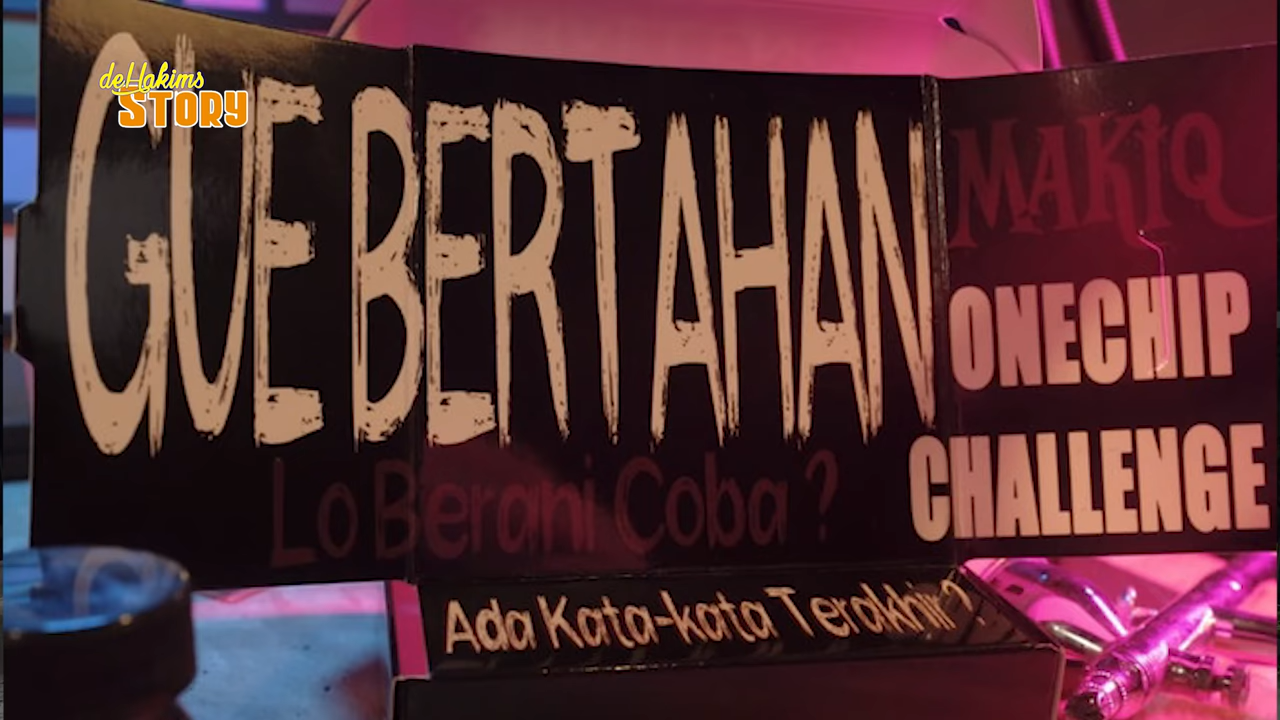 deHakims
STORY
GUE BERTAHAN
Lo Berani Coba ?
MAKIQ
ONECHIP
CHALLENGE
Ada Kata-kata Terakhir ?